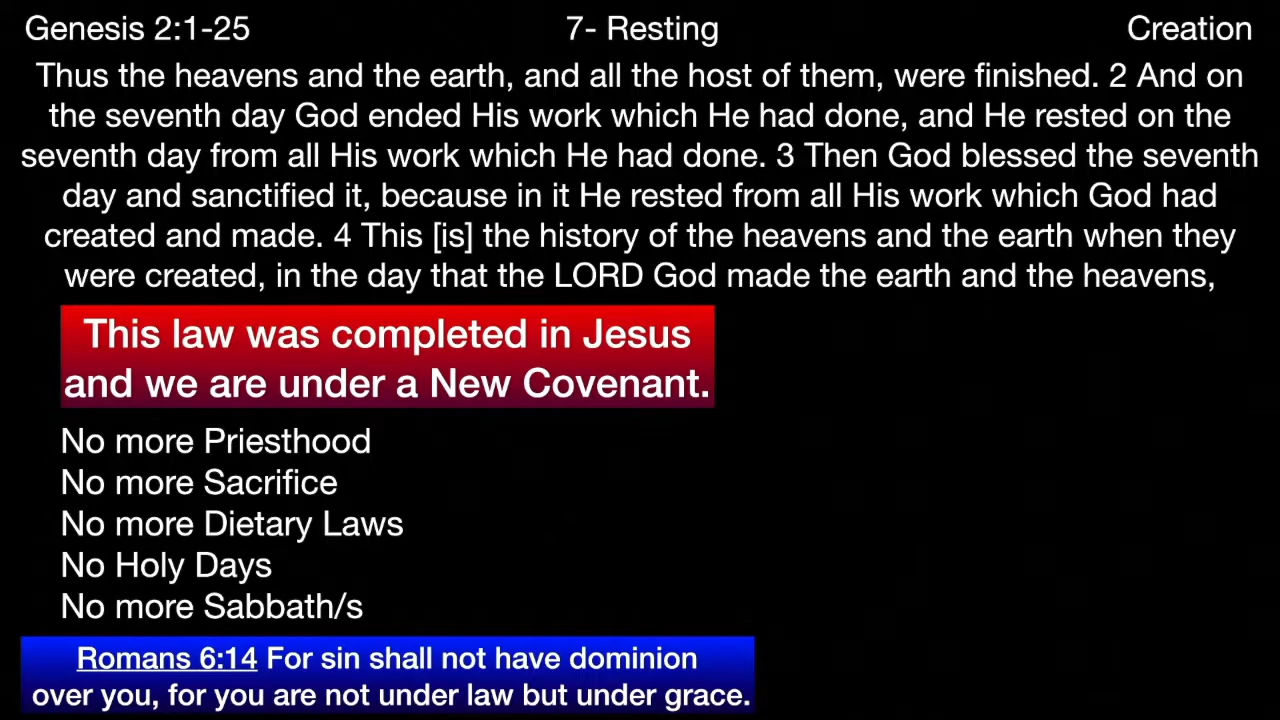 Genesis 2:1-25 7- Resting Creation
Thus the heavens and the earth, and all the host of them, were finished. 2 And on
the seventh day God ended His work which He had done, and He rested on the
seventh day from all His work which He had done. 3 Then God blessed the seventh
day and sanctified it, because in it He rested from all His work which God had
created and made. 4 This [is] the history of the heavens and the earth when they
were created, in the day that the LORD God made the earth and the heavens,
This law was completed in Jesus
and we are under a New Covenant.
No more Priesthood
No more Sacrifice
No more Dietary Laws
No Holy Days
No more Sabbath/s
Romans 6:14 For sin shall not have dominion
over you, for you are not under law but under grace.